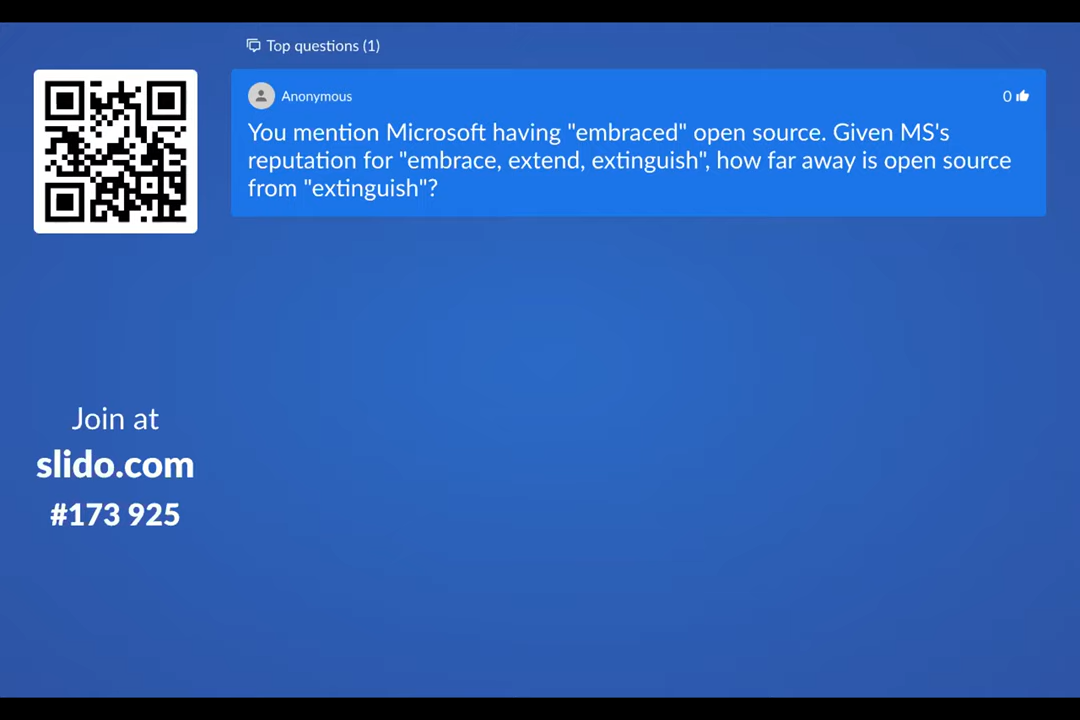 Top questions (1)
Anonymous
0
You mention Microsoft having "embraced" open source. Given MS's
reputation for "embrace, extend, extinguish", how far away is open source
from "extinguish"?
Join at
slido.com
#173 925